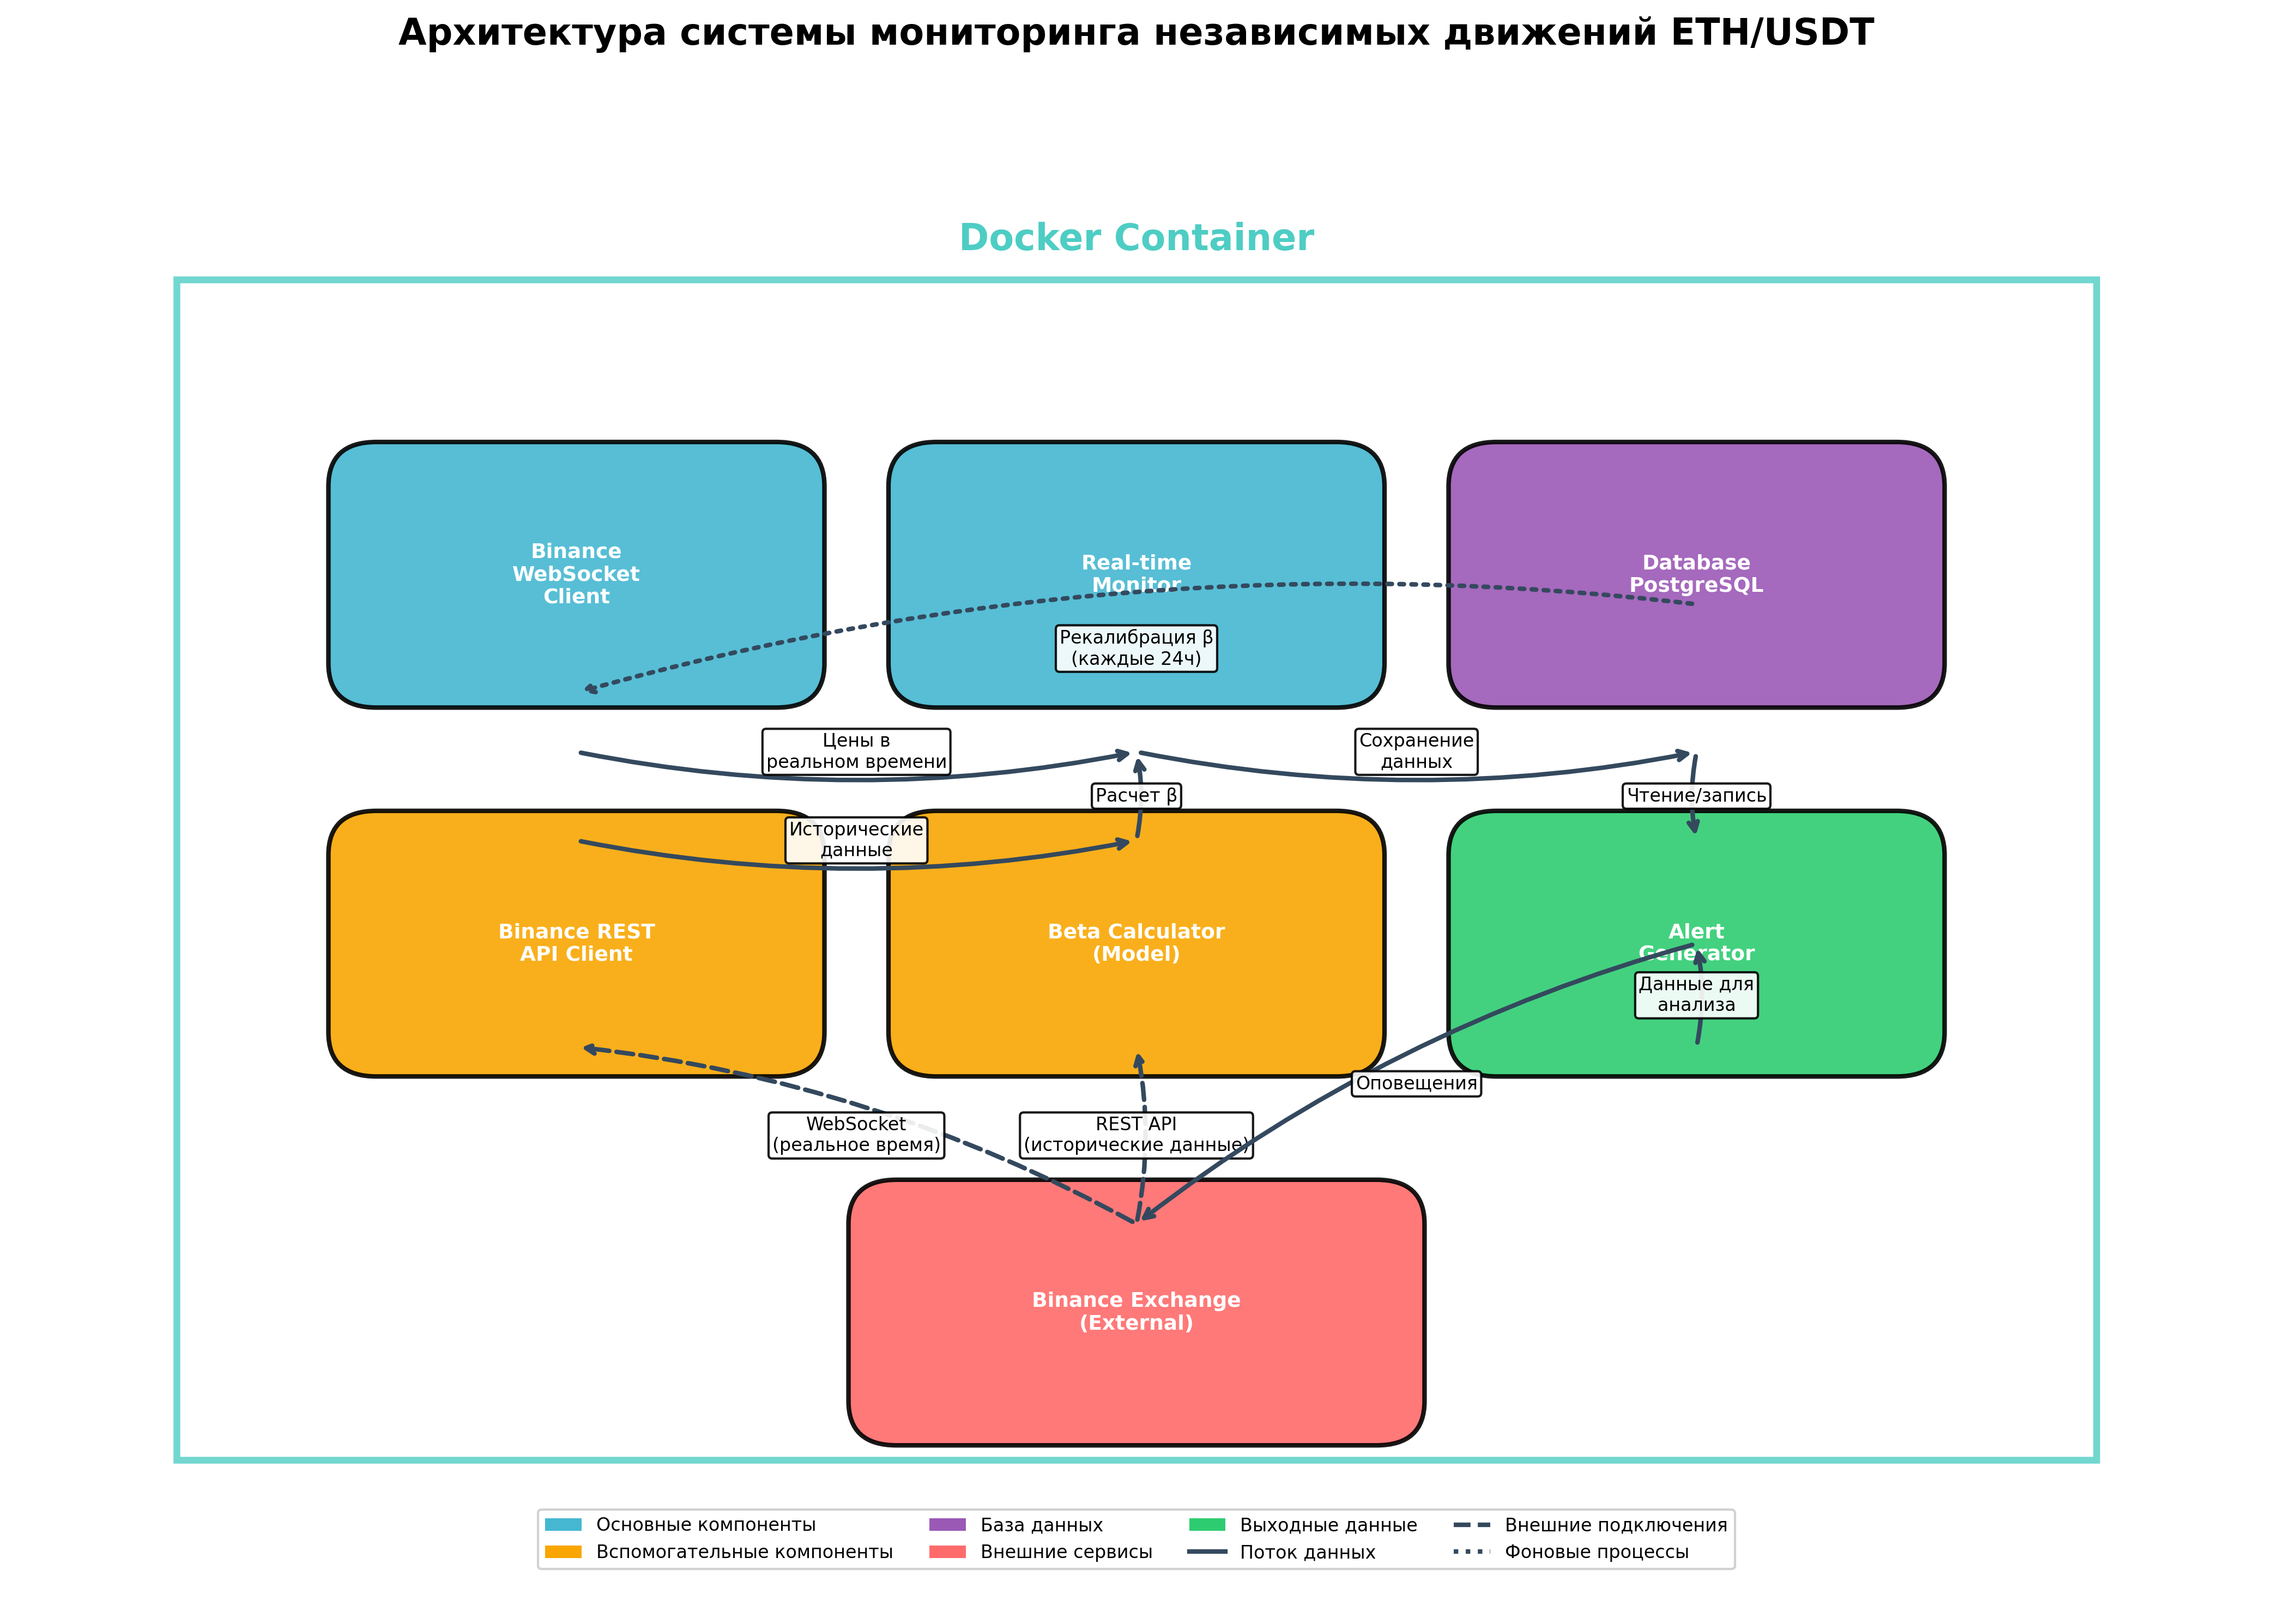 Архитектура системы мониторинга независимых движений ETH/USDT
Docker Container
Binance
WebSocket
Client
Real-time
Monitor
Database
PostgreSQL
Рекалибрация β
(каждые 24ч)
Цены в
реальном времени
Сохранение
данных
Расчет β
Чтение/запись
Исторические
данные
Binance REST
API Client
Beta Calculator
(Model)
Alert
Generator
Данные для
анализа
Оповещения
WebSocket
(реальное время)
REST API
(исторические данные)
Binance Exchange
(External)
Основные компоненты
Вспомогательные компоненты
База данных
Внешние сервисы
Выходные данные
Поток данных
Внешние подключения
Фоновые процессы